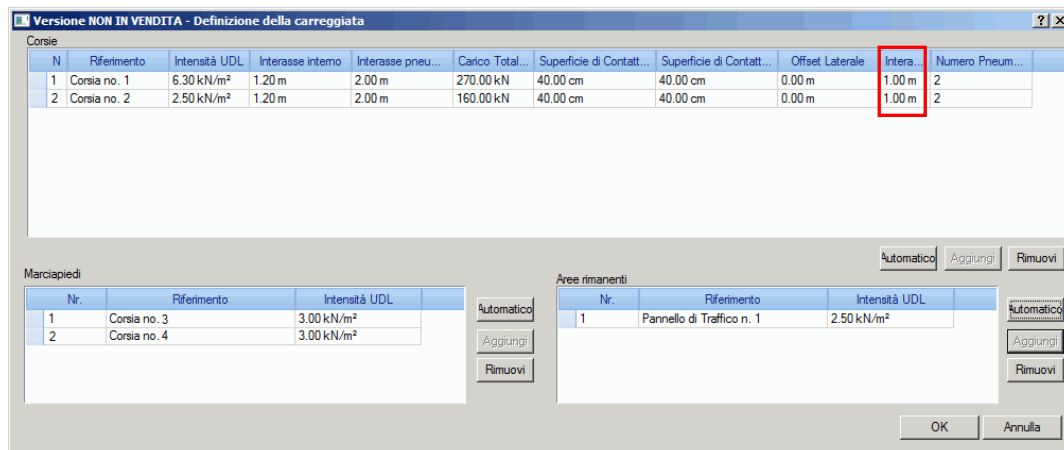 Versione NON IN VENDITA - Definizione della carreggiata
Corsie
N Riferimento Intensità UDL Interasse interno Interasse pneu... Carico Total... Superficie di Contatt... Superficie di Contatt... Offset Laterale Intera... Numero Pneum...
1 Corsia no. 1 6.30 kN/m² 1.20 m 2.00 m 270.00 kN 40.00 cm 40.00 cm 0.00 m 1.00 m 2
2 Corsia no. 2 2.50 kN/m² 1.20 m 2.00 m 160.00 kN 40.00 cm 40.00 cm 0.00 m 1.00 m 2
Automatico Aggiungi Rimuovi
Marciapiedi
Nr. Riferimento Intensità UDL
1 Corsia no. 3 3.00 kN/m²
2 Corsia no. 4 3.00 kN/m²
Automatico
Aggiungi
Rimuovi
Aree rimanenti
Nr. Riferimento Intensità UDL
1 Pannello di Traffico n. 1 2.50 kN/m²
Automatico
Aggiungi
Rimuovi
OK Annulla